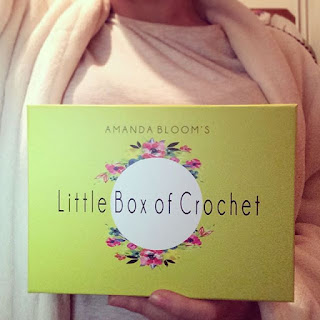 AMANDA BLOOM'S
Little Box of Crochet